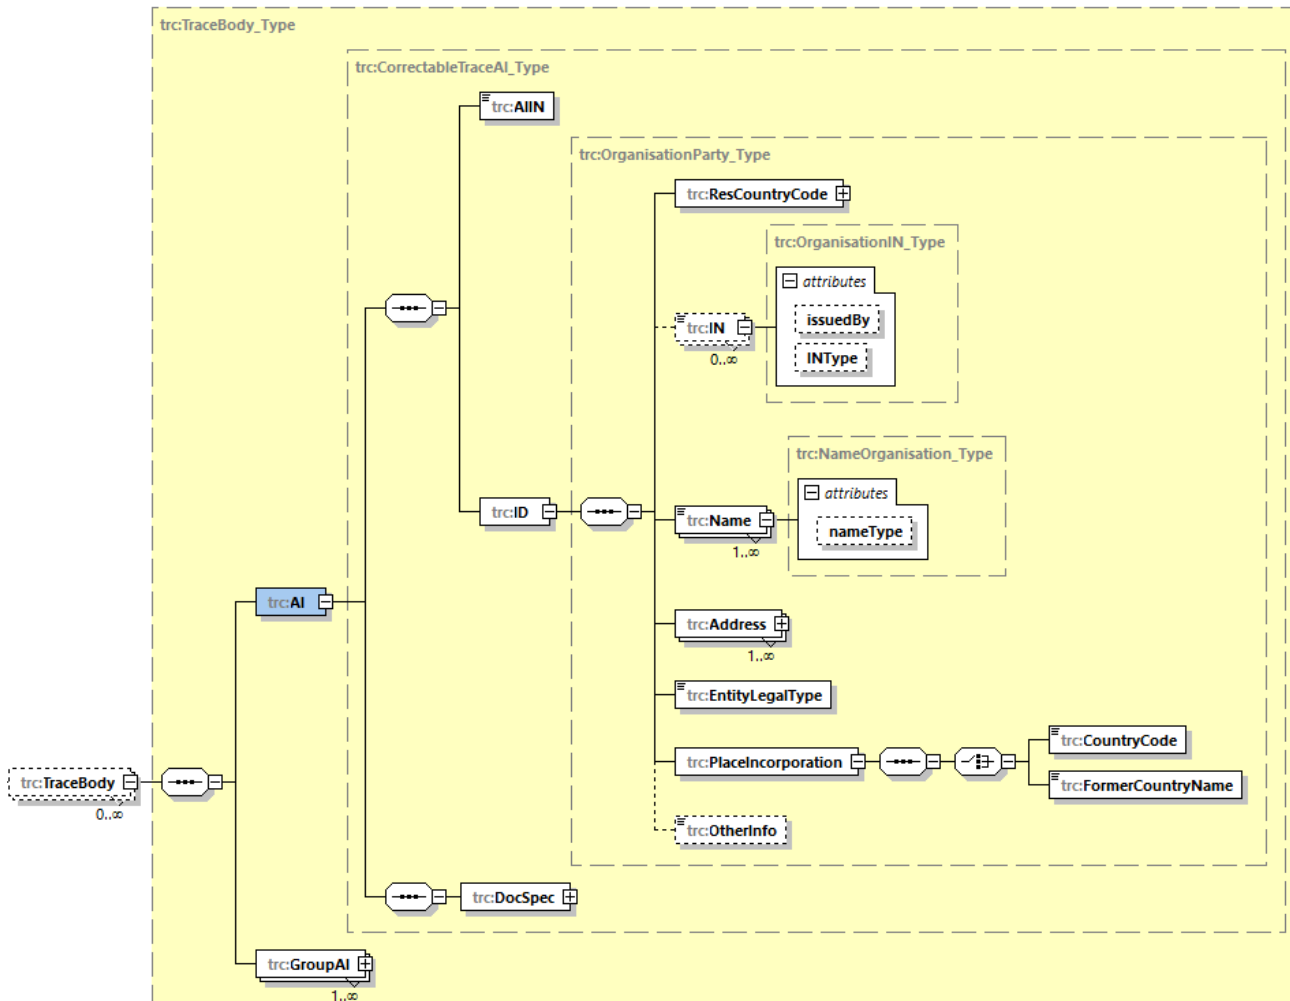 trc:TraceBody_Type
trc:CorrectableTraceAI_Type
trc:AIIN
trc:OrganisationParty_Type
trc:ResCountryCode
trc:OrganisationIN_Type
attributes
issuedBy
trc:IN
INType
0..∞
trc:NameOrganisation_Type
attributes
trc:ID
trc:Name
nameType
1..∞
trc:AI
trc:Address
1..∞
trc:EntityLegalType
trc:CountryCode
trc:PlaceIncorporation
trc:TraceBody
trc:FormerCountryName
0..∞
trc:OtherInfo
trc:DocSpec
trc:GroupAI
1..∞